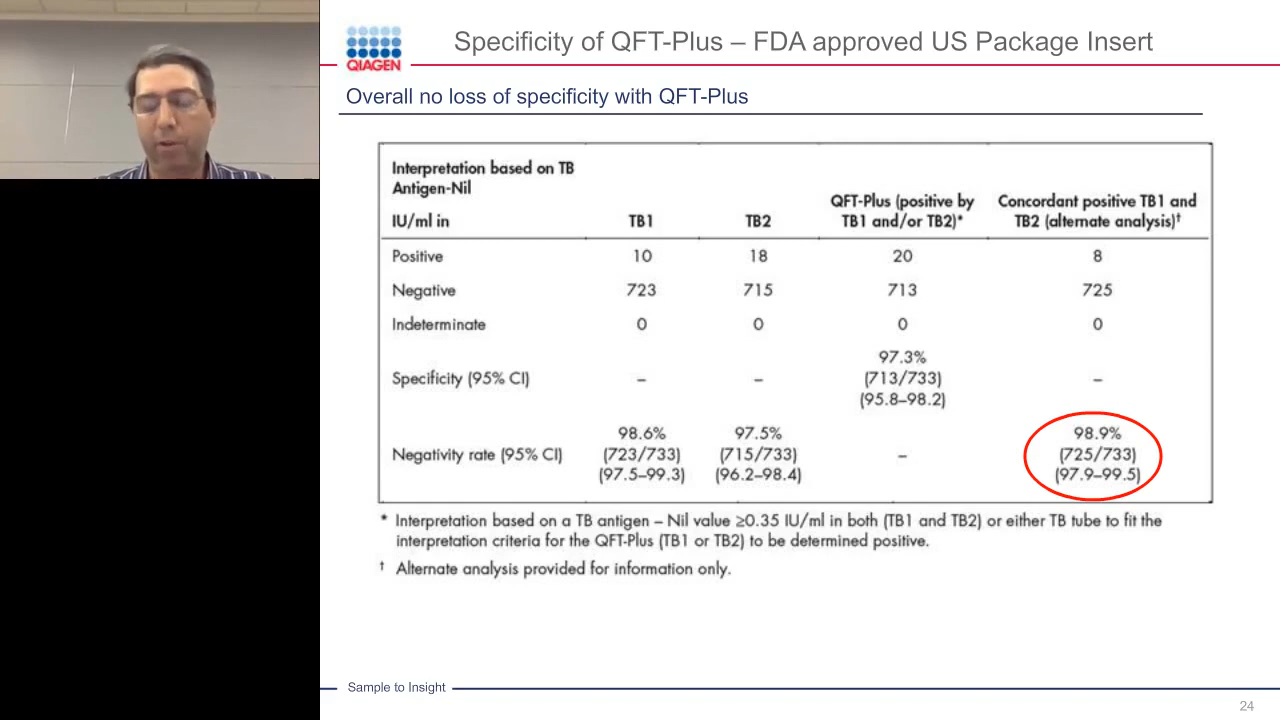 Specificity of QFT-Plus – FDA approved US Package Insert
QIAGEN
Overall no loss of specificity with QFT-Plus
Interpretation based on TB
Antigen-Nil
IU/ml in
TB1
TB2
QFT-Plus (positive by
TB1 and/or TB2)*
Concordant positive TB1 and
TB2 (alternate analysis)†
Positive 10 18 20 8
Negative 723 715 713 725
Indeterminate 0 0 0 0
Specificity (95% CI) – – 97.3% –
(713/733)
(95.8–98.2)
Negativity rate (95% CI)
98.6%
(723/733)
(97.5–99.3)
97.5%
(715/733)
(96.2–98.4)
–
98.9%
(725/733)
(97.9–99.5)
* Interpretation based on a TB antigen – Nil value ≥0.35 IU/ml in both (TB1 and TB2) or either TB tube to fit the
interpretation criteria for the QFT-Plus (TB1 or TB2) to be determined positive.
† Alternate analysis provided for information only.
Sample to Insight
24